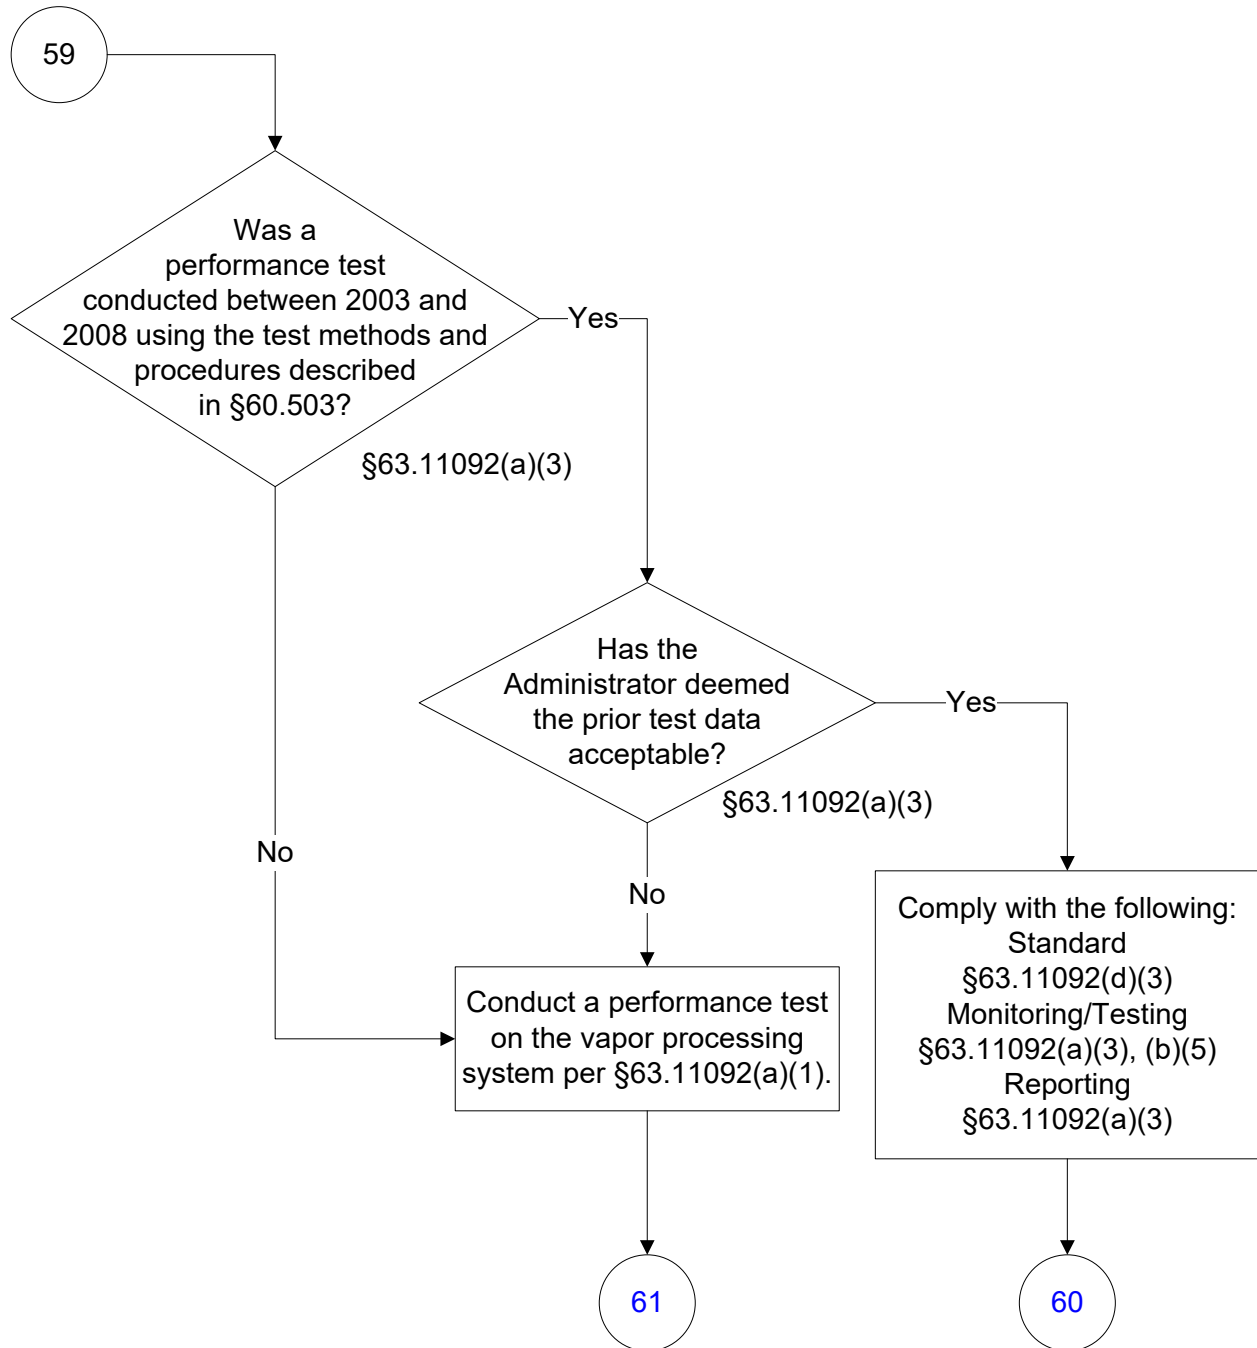 59
Was a
performance test
conducted between 2003 and
2008 using the test methods and
procedures described
in §60.503?
Yes
§63.11092(a)(3)
Has the
Administrator deemed
the prior test data
acceptable?
Yes
§63.11092(a)(3)
No
No
Comply with the following:
Standard
§63.11092(d)(3)
Monitoring/Testing
§63.11092(a)(3), (b)(5)
Reporting
§63.11092(a)(3)
Conduct a performance test
on the vapor processing
system per §63.11092(a)(1).
61
60